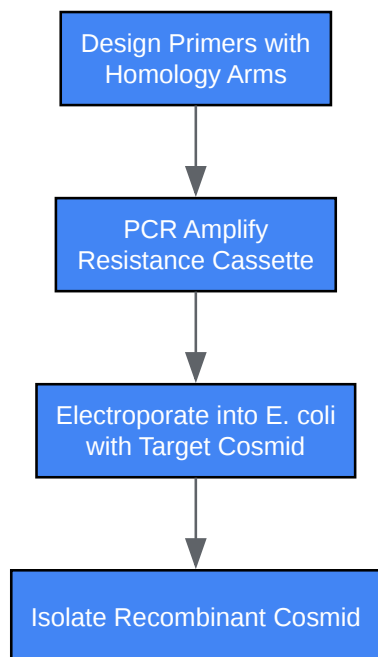 Design Primers with
Homology Arms
PCR Amplify
Resistance Cassette
Electroporate into E. coli
with Target Cosmid
Isolate Recombinant Cosmid